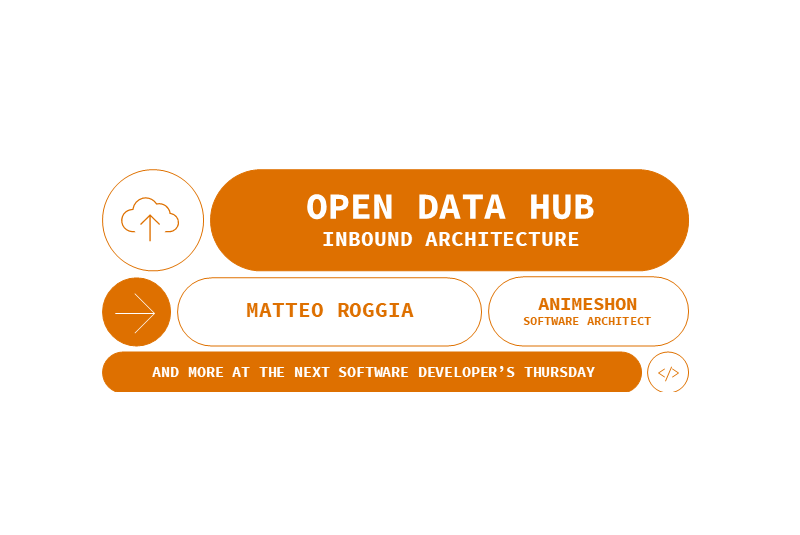 OPEN DATA HUB
INBOUND ARCHITECTURE
MATTEO ROGGIA
ANIMESHON
SOFTWARE ARCHITECT
AND MORE AT THE NEXT SOFTWARE DEVELOPER’S THURSDAY
</>